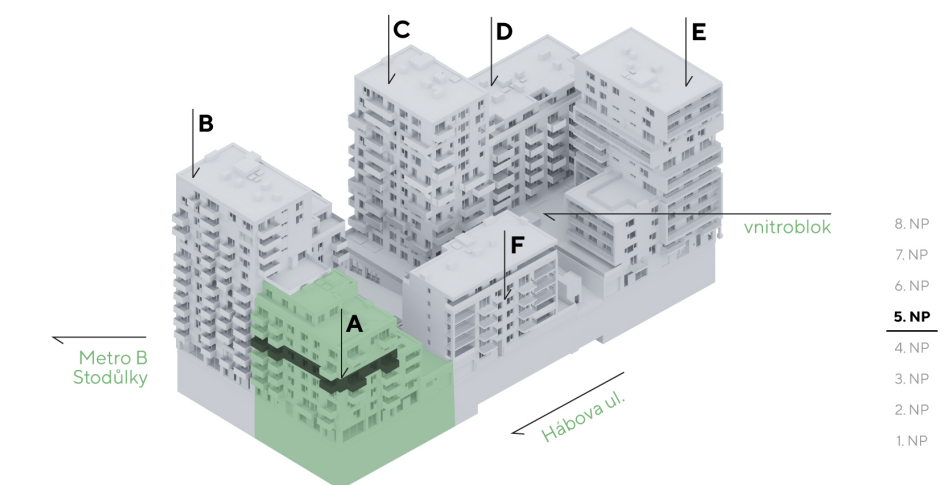 C
D
E
B
vnitroblok
F
A
Metro B
Stodůlky
Hábova ul.
8. NP
7. NP
6. NP
5. NP
4. NP
3. NP
2. NP
1. NP